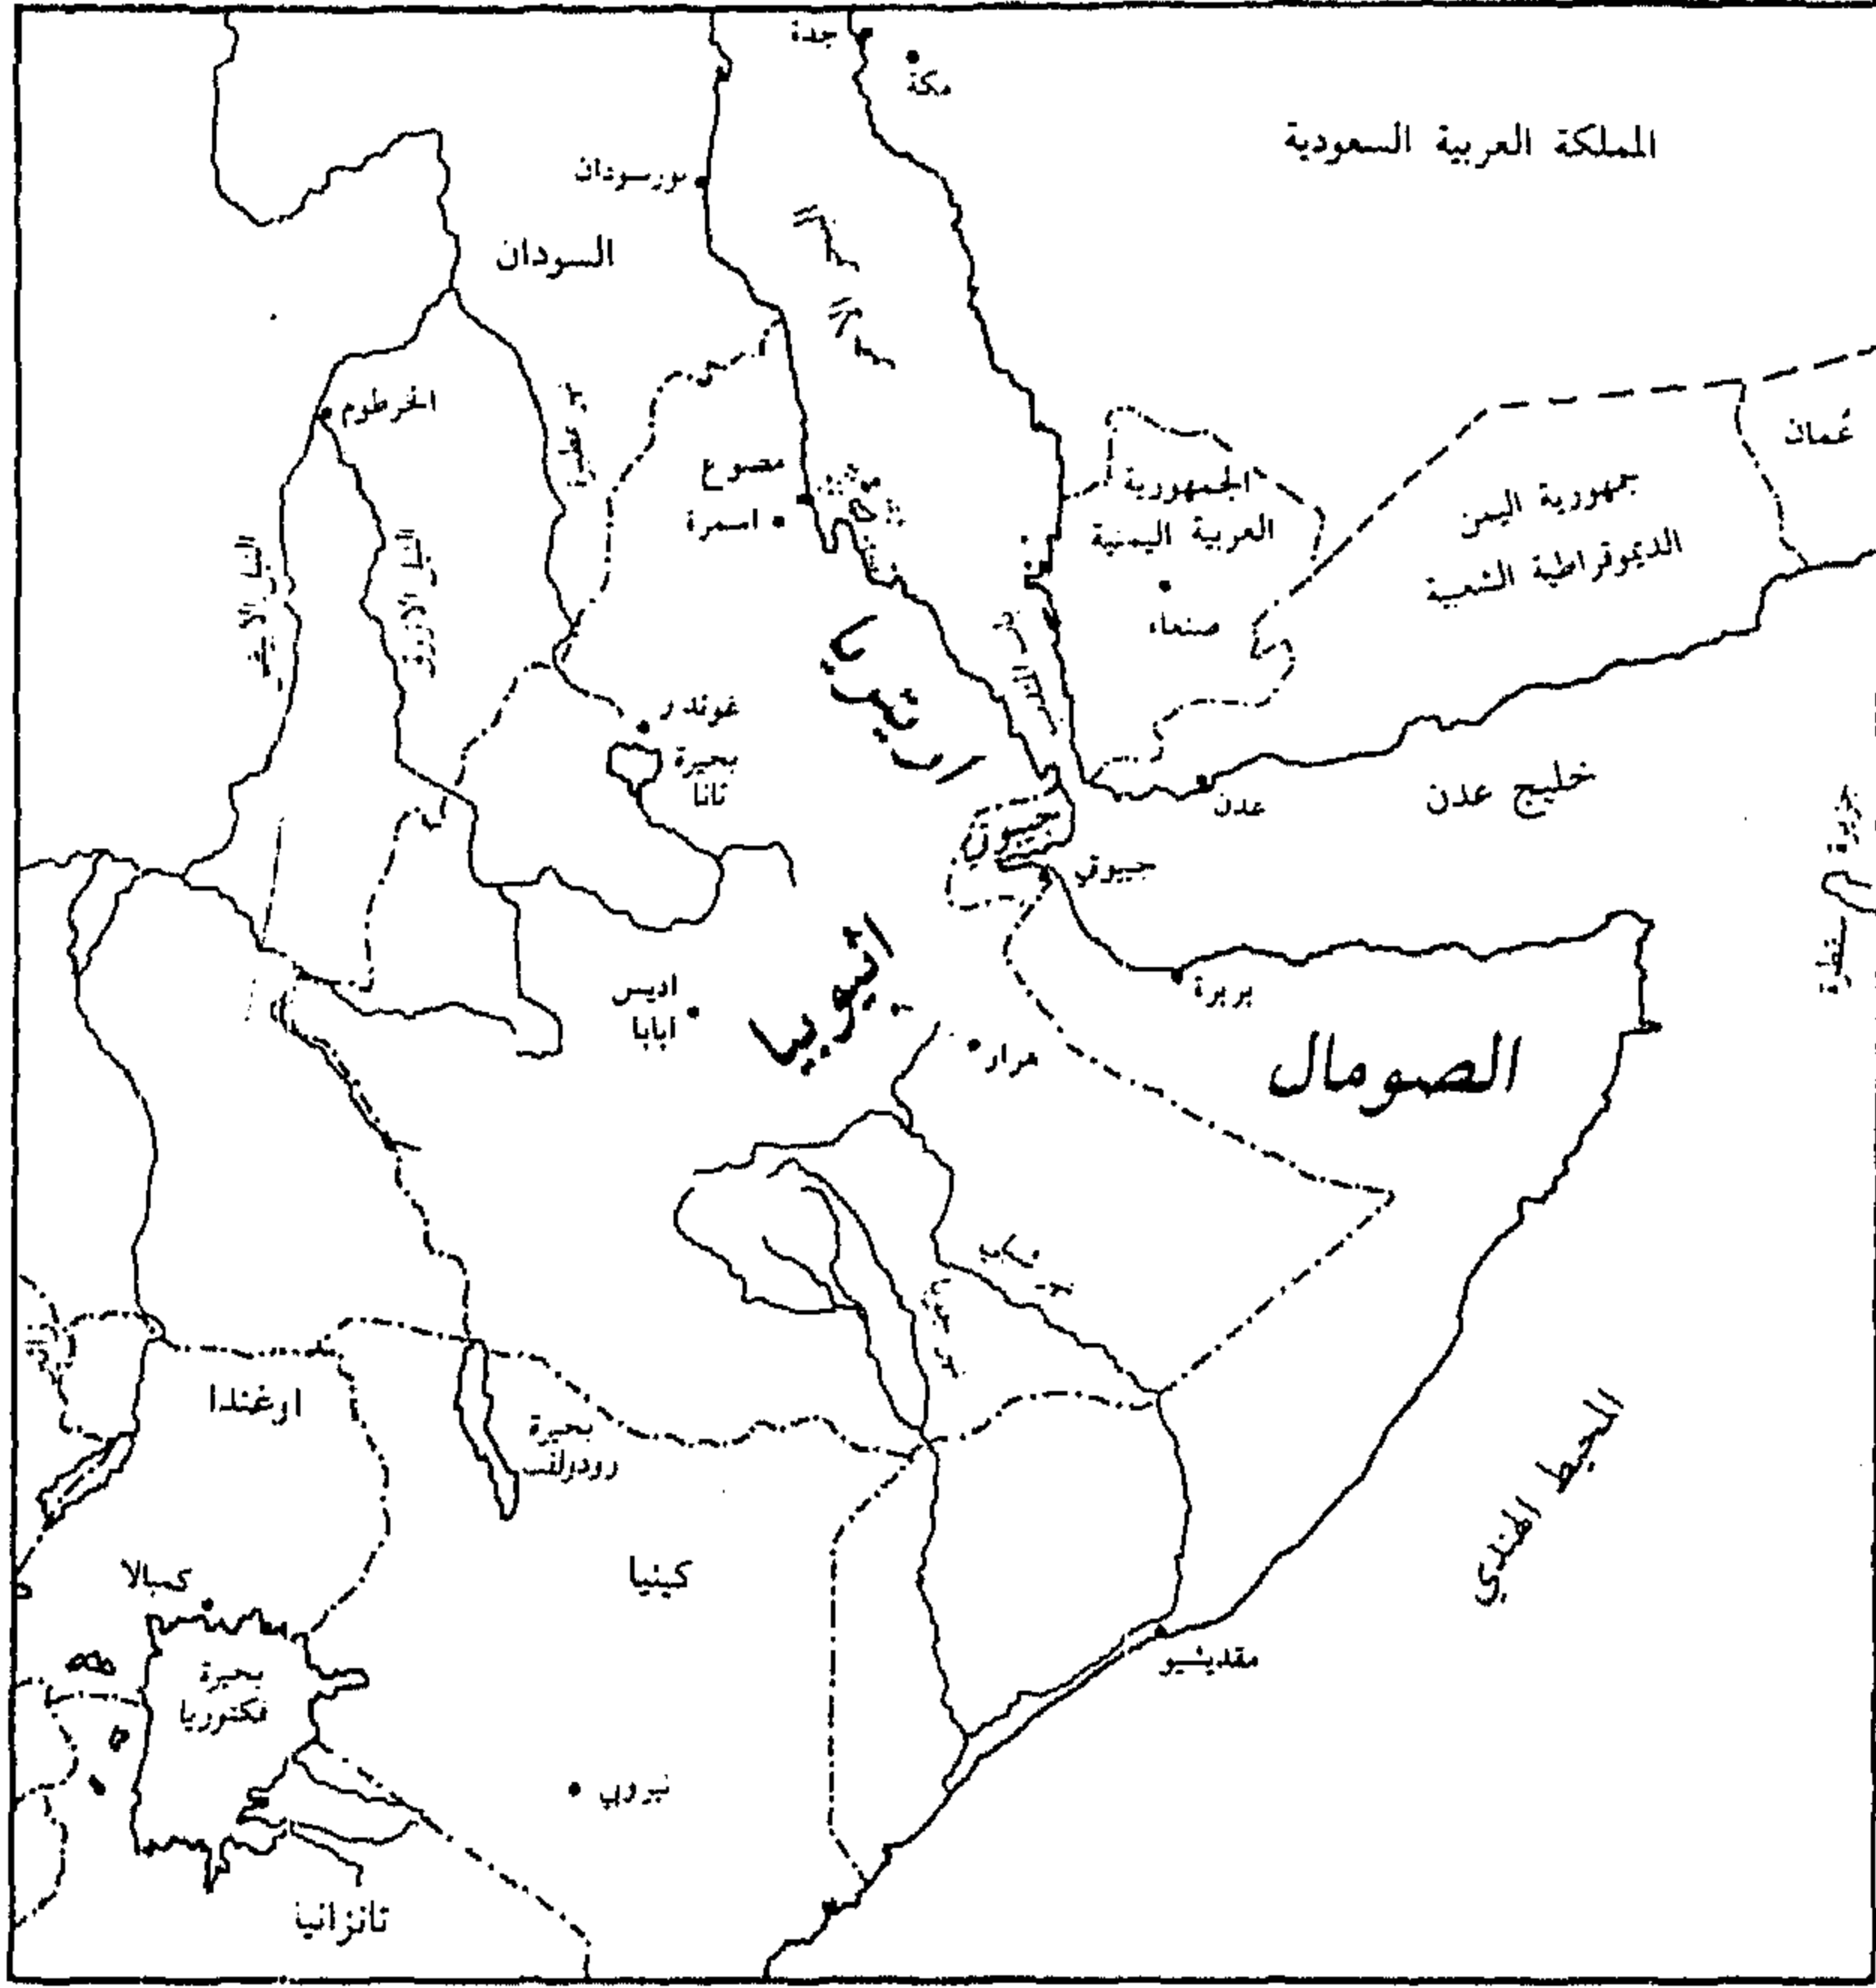 جدة
مكة
المملكة العربية السعودية
بورسودان
السودان
الخرطوم
مصوع
اسمرة
الجمهورية
العربية اليمنية
صنعاء
جمهورية اليمن
الديموقراطية الشعبية
عُمان
اريتريا
غوندر
بحيرة
تانا
عدن
خليج عدن
جيبوتي
جيبوتي
اثيوبيا
اديس
ابابا
هرار
بربرة
الصومال
اوغندا
بحيرة
رودولف
المحيط الهندي
كمبالا
كينيا
بحيرة
فكتوريا
مقديشو
نيروبي
تانزانيا